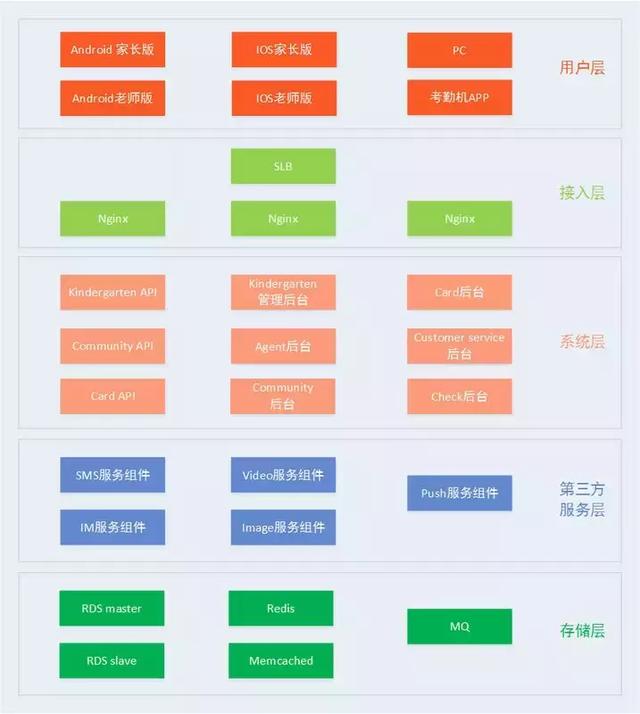 Android 家长版
IOS家长版
PC
Android老师版
IOS老师版
考勤机APP
用户层
SLB
Nginx
Nginx
Nginx
接入层
Kindergarten API
Kindergarten
管理后台
Card后台
Community API
Agent后台
Customer service
后台
Card API
Community
后台
Check后台
系统层
SMS服务组件
Video服务组件
Push服务组件
IM服务组件
Image服务组件
第三方
服务层
RDS master
Redis
MQ
RDS slave
Memcached
存储层